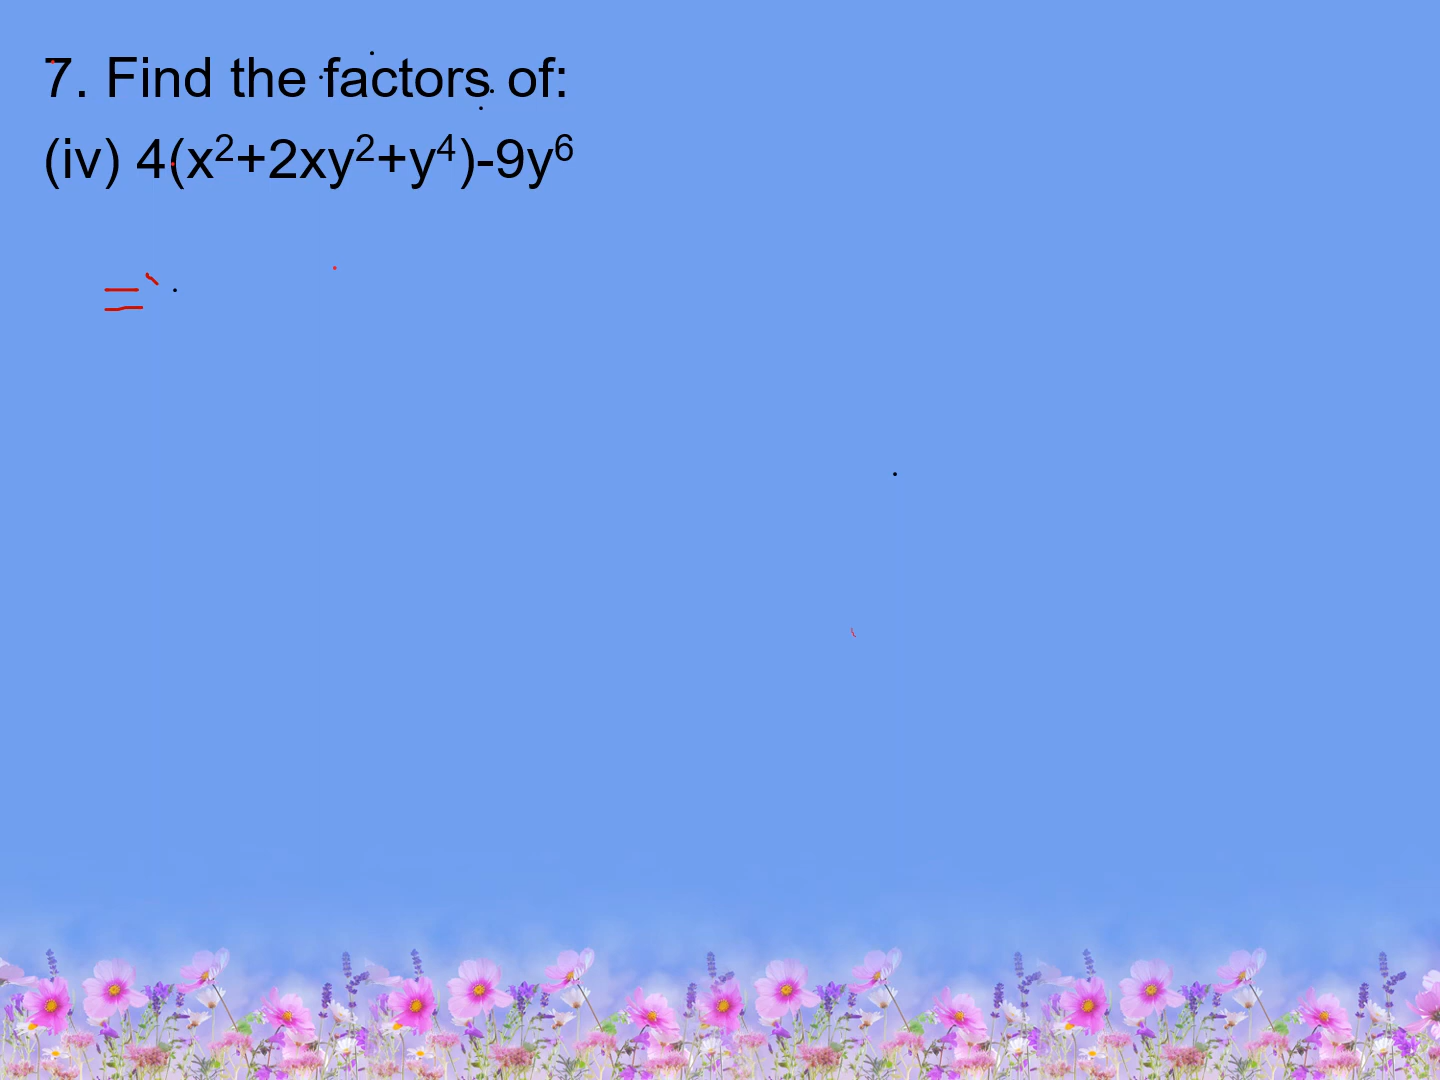 7. Find the factors of:
(iv) 4(x²+2xy²+y⁴)-9y⁶
=